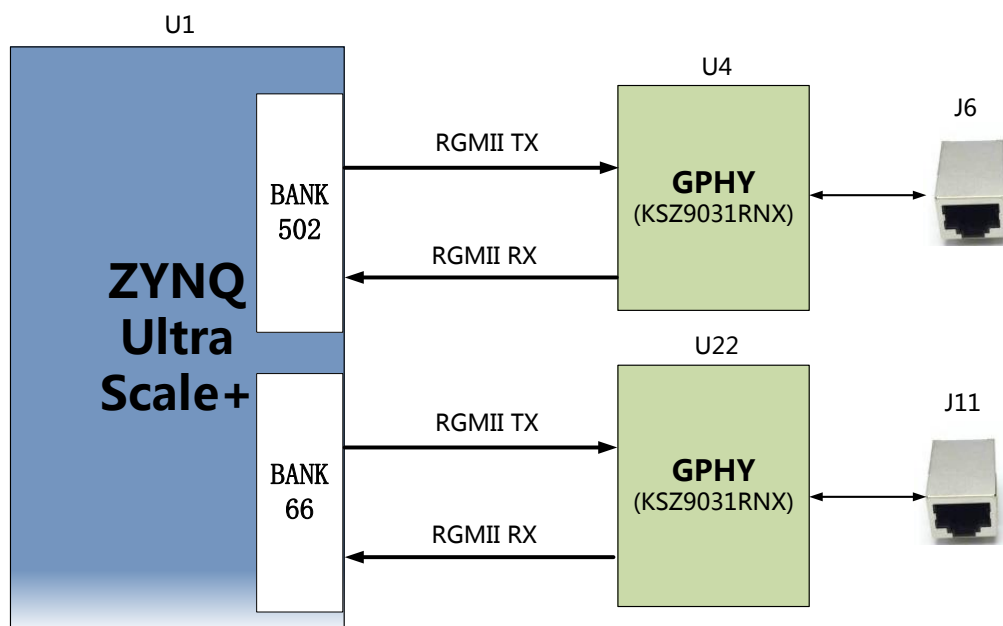 U1
ZYNQ
Ultra
Scale+
BANK
502
RGMII TX
RGMII RX
U4
GPHY
(KSZ9031RNX)
J6
BANK
66
RGMII TX
RGMII RX
U22
GPHY
(KSZ9031RNX)
J11